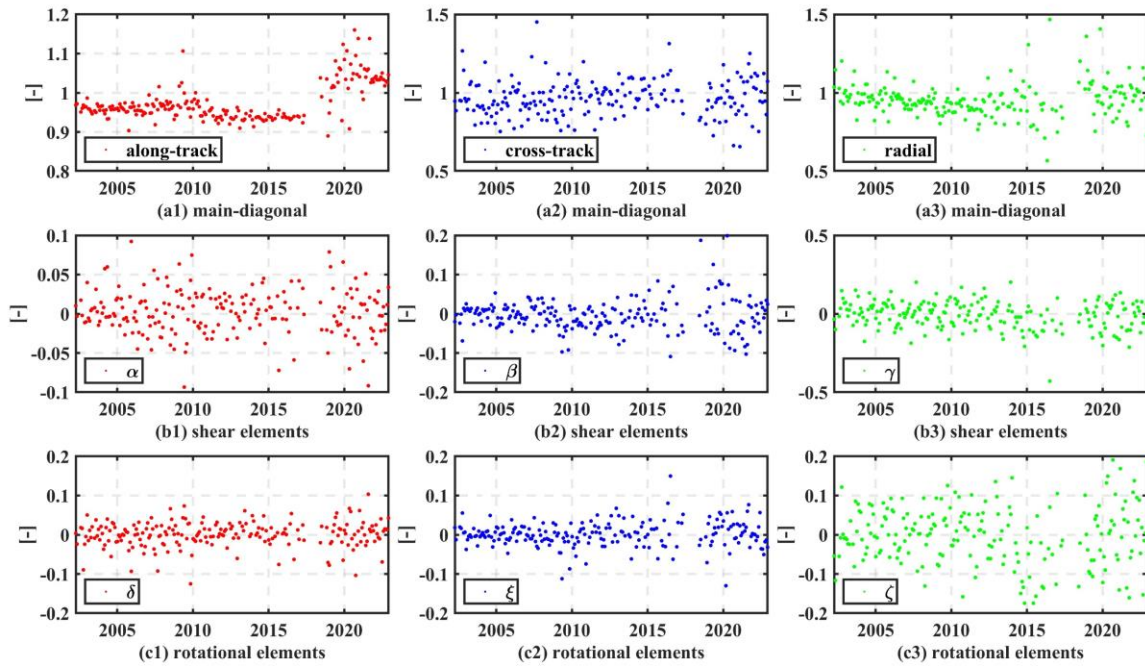 1.2
1.1
1
0.9
0.8
[-]
along-track
2005 2010 2015 2020
(a1) main-diagonal
1.5
1
0.5
[-]
cross-track
2005 2010 2015 2020
(a2) main-diagonal
1.5
1
0.5
[-]
radial
2005 2010 2015 2020
(a3) main-diagonal
0.1
0.05
0
-0.05
-0.1
[-]
α
2005 2010 2015 2020
(b1) shear elements
0.2
0.1
0
-0.1
-0.2
[-]
β
2005 2010 2015 2020
(b2) shear elements
0.5
0
-0.5
[-]
γ
2005 2010 2015 2020
(b3) shear elements
0.2
0.1
0
-0.1
-0.2
[-]
δ
2005 2010 2015 2020
(c1) rotational elements
0.2
0.1
0
-0.1
-0.2
[-]
ξ
2005 2010 2015 2020
(c2) rotational elements
0.2
0.1
0
-0.1
-0.2
[-]
ζ
2005 2010 2015 2020
(c3) rotational elements